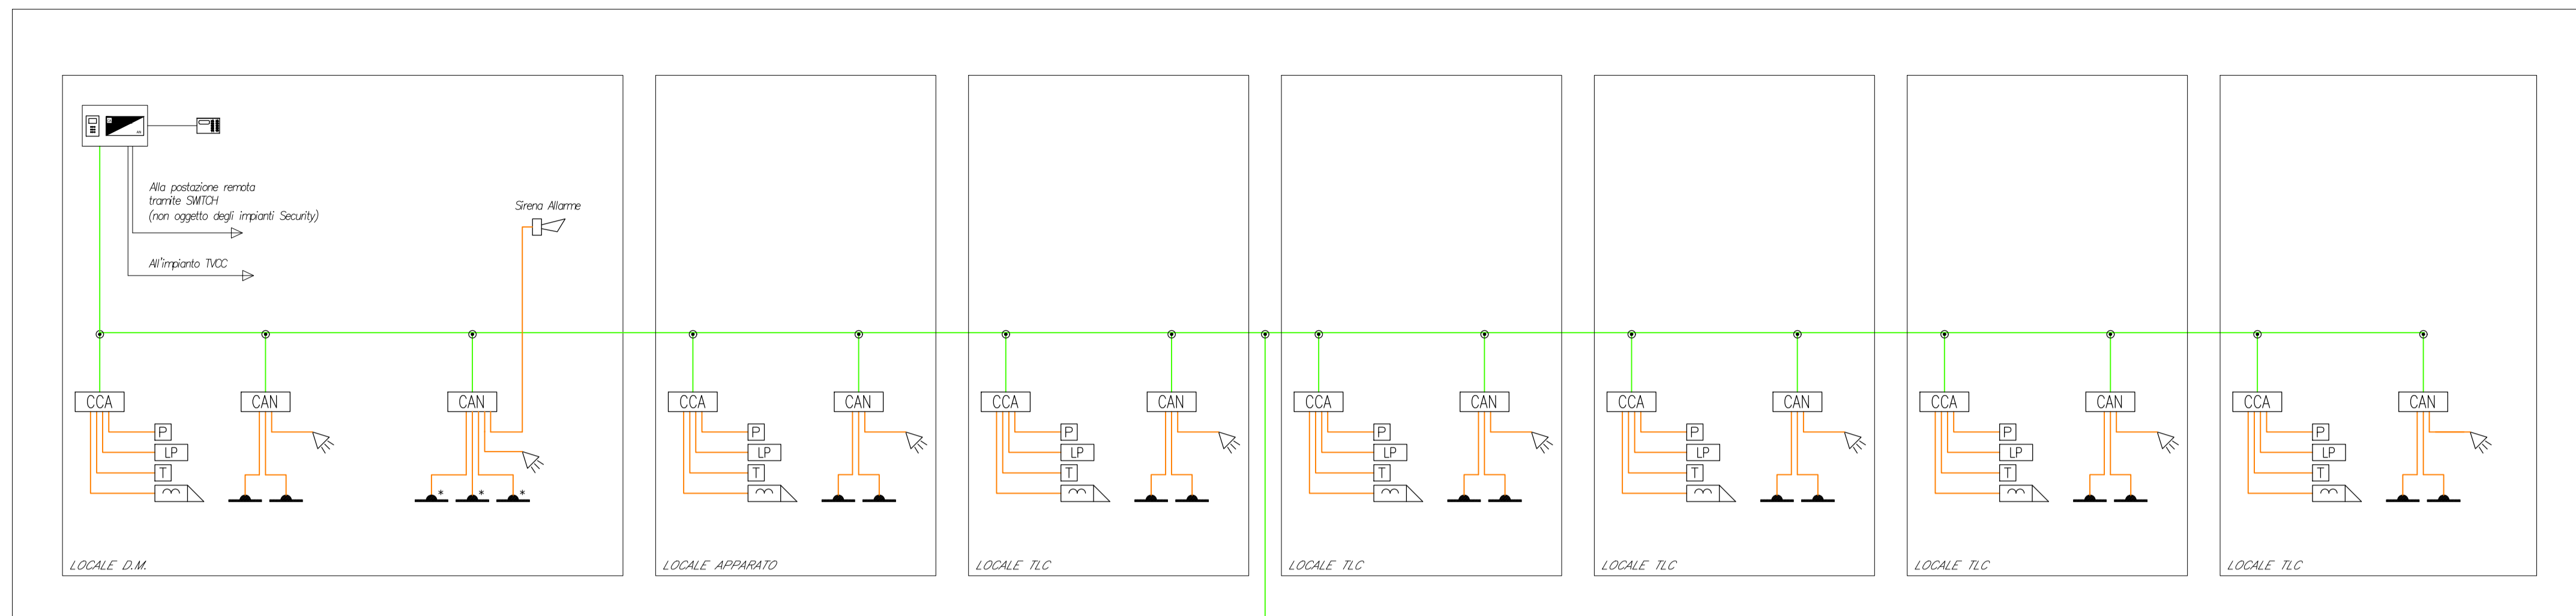 Alla postazione remota
tramite SWITCH
(non oggetto degli impianti Security)
All'impianto TVCC
Sirena Allarme
CCA CAN CAN CCA CAN CCA CAN CCA CAN CCA CAN CCA CAN CCA CAN
P P P P P P P
LP LP LP LP LP LP LP
T T T T T T T
* * *
LOCALE D.M. LOCALE APPARATO LOCALE TLC LOCALE TLC LOCALE TLC LOCALE TLC LOCALE TLC